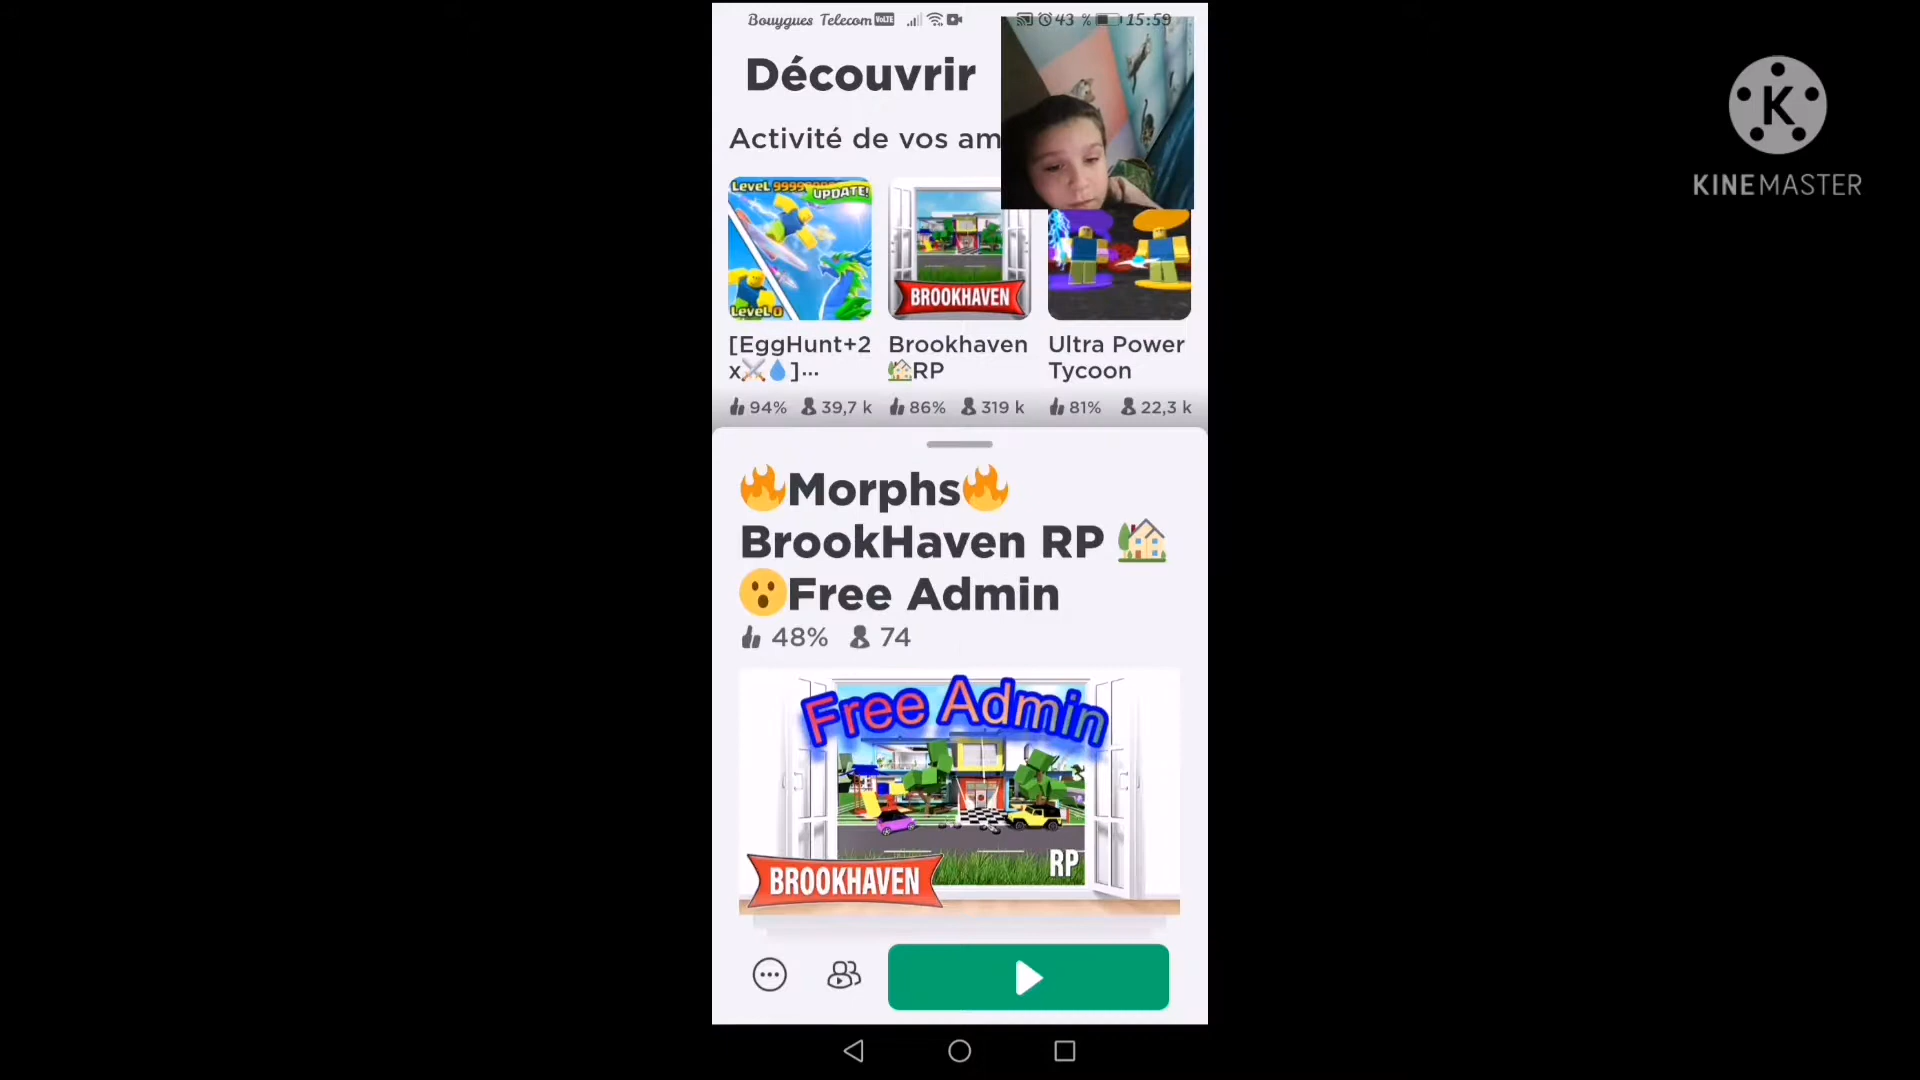 Bouygues Telecom VoLTE 43 % 15:59
Découvrir
Activité de vos am
LeveL 9999
UPDATE!
LeveL 0
BROOKHAVEN
[EggHunt+2
x⚔💧]...
Brookhaven
🏡RP
Ultra Power
Tycoon
94% 39,7 k 86% 319 k 81% 22,3 k
🔥Morphs🔥
BrookHaven RP 🏡
😮Free Admin
48% 74
Free Admin
BROOKHAVEN
RP
K
KINEMASTER